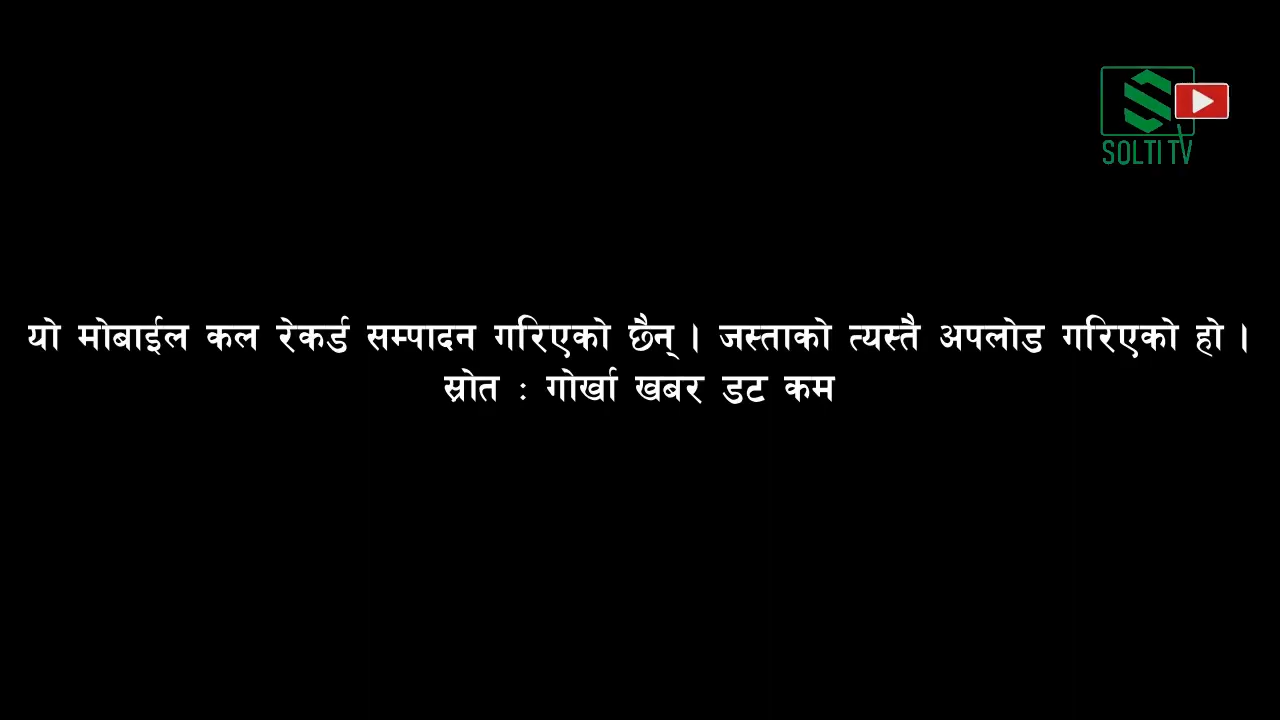 SOLTI TV
यो मोबाईल कल रेकर्ड सम्पादन गरिएको छैन् । जस्ताको त्यस्तै अपलोड गरिएको हो ।
स्रोत : गोर्खा खबर डट कम